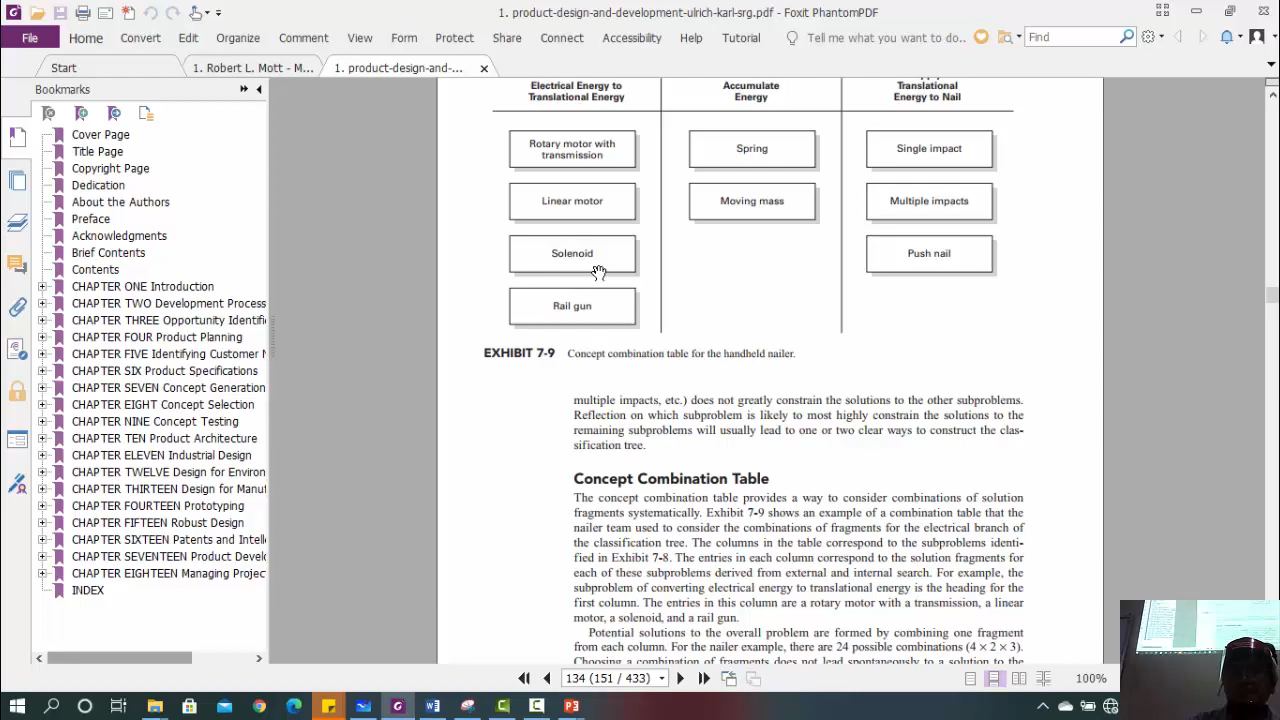 1. product-design-and-development-ulrich-karl-srg.pdf - Foxit PhantomPDF
File Home Convert Edit Organize Comment View Form Protect Share Connect Accessibility Help Tutorial Tell me what you want to do.. Find
Start 1. Robert L. Mott - M... 1. product-design-and-...
Bookmarks
Cover Page
Title Page
Copyright Page
Dedication
About the Authors
Preface
Acknowledgments
Brief Contents
Contents
CHAPTER ONE Introduction
CHAPTER TWO Development Process
CHAPTER THREE Opportunity Identifi
CHAPTER FOUR Product Planning
CHAPTER FIVE Identifying Customer N
CHAPTER SIX Product Specifications
CHAPTER SEVEN Concept Generation
CHAPTER EIGHT Concept Selection
CHAPTER NINE Concept Testing
CHAPTER TEN Product Architecture
CHAPTER ELEVEN Industrial Design
CHAPTER TWELVE Design for Environ
CHAPTER THIRTEEN Design for Manuf
CHAPTER FOURTEEN Prototyping
CHAPTER FIFTEEN Robust Design
CHAPTER SIXTEEN Patents and Intelle
CHAPTER SEVENTEEN Product Develo
CHAPTER EIGHTEEN Managing Project
INDEX
Electrical Energy to
Translational Energy
Accumulate
Energy
Translational
Energy to Nail
Rotary motor with
transmission
Spring
Single impact
Linear motor
Moving mass
Multiple impacts
Solenoid
Push nail
Rail gun
EXHIBIT 7-9 Concept combination table for the handheld nailer.
multiple impacts, etc.) does not greatly constrain the solutions to the other subproblems.
Reflection on which subproblem is likely to most highly constrain the solutions to the
remaining subproblems will usually lead to one or two clear ways to construct the clas-
sification tree.
Concept Combination Table
The concept combination table provides a way to consider combinations of solution
fragments systematically. Exhibit 7-9 shows an example of a combination table that the
nailer team used to consider the combinations of fragments for the electrical branch of
the classification tree. The columns in the table correspond to the subproblems identi-
fied in Exhibit 7-8. The entries in each column correspond to the solution fragments for
each of these subproblems derived from external and internal search. For example, the
subproblem of converting electrical energy to translational energy is the heading for the
first column. The entries in this column are a rotary motor with a transmission, a linear
motor, a solenoid, and a rail gun.
Potential solutions to the overall problem are formed by combining one fragment
from each column. For the nailer example, there are 24 possible combinations (4 × 2 × 3).
Choosing a combination of fragments does not lead spontaneously to a solution to the
134 (151 / 433)
100%